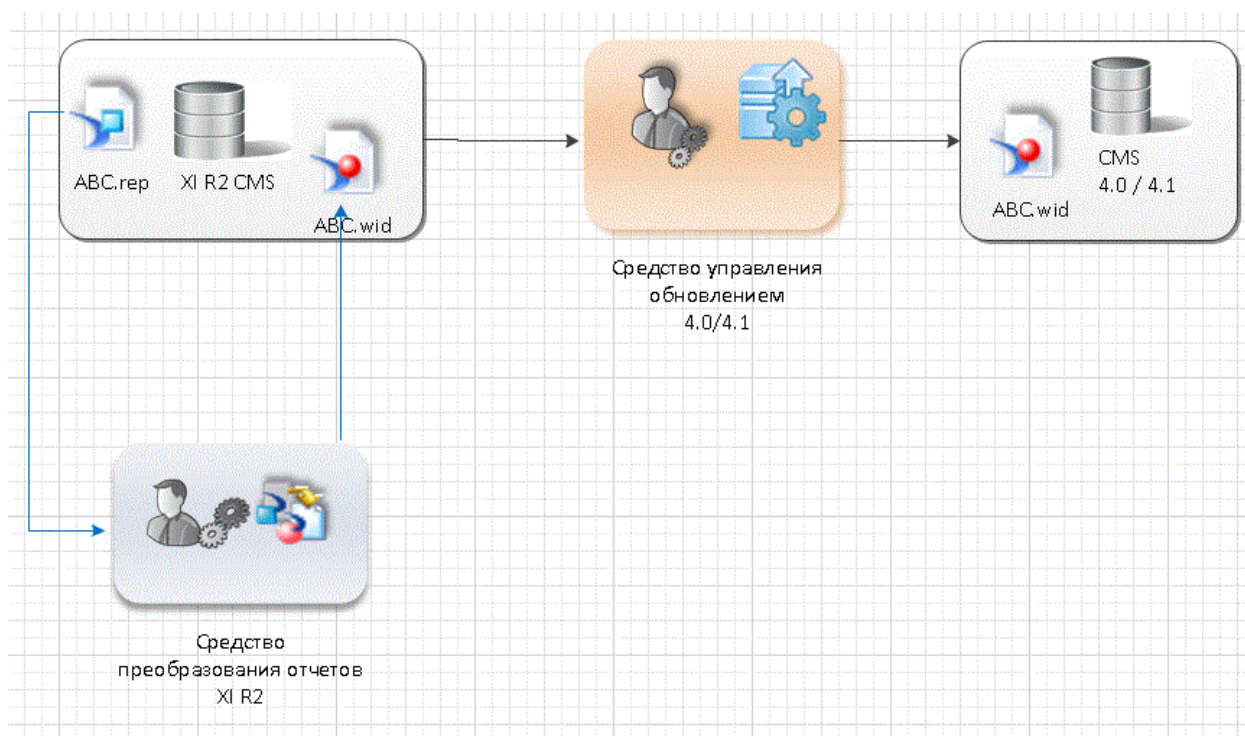 ABC.rep
XI R2 CMS
ABC.wid
Средство управления
обновлением
4.0/4.1
ABC.wid
CMS
4.0 / 4.1
Средство
преобразования отчетов
XI R2